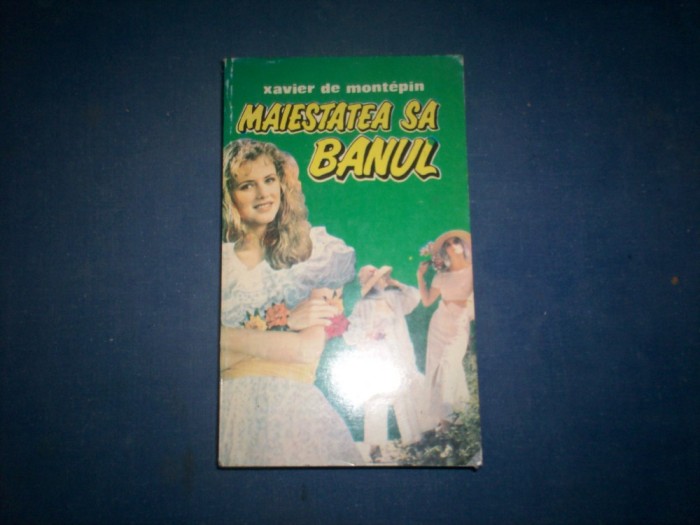 xavier de montépin
MAIESTATEA SA
BANUL